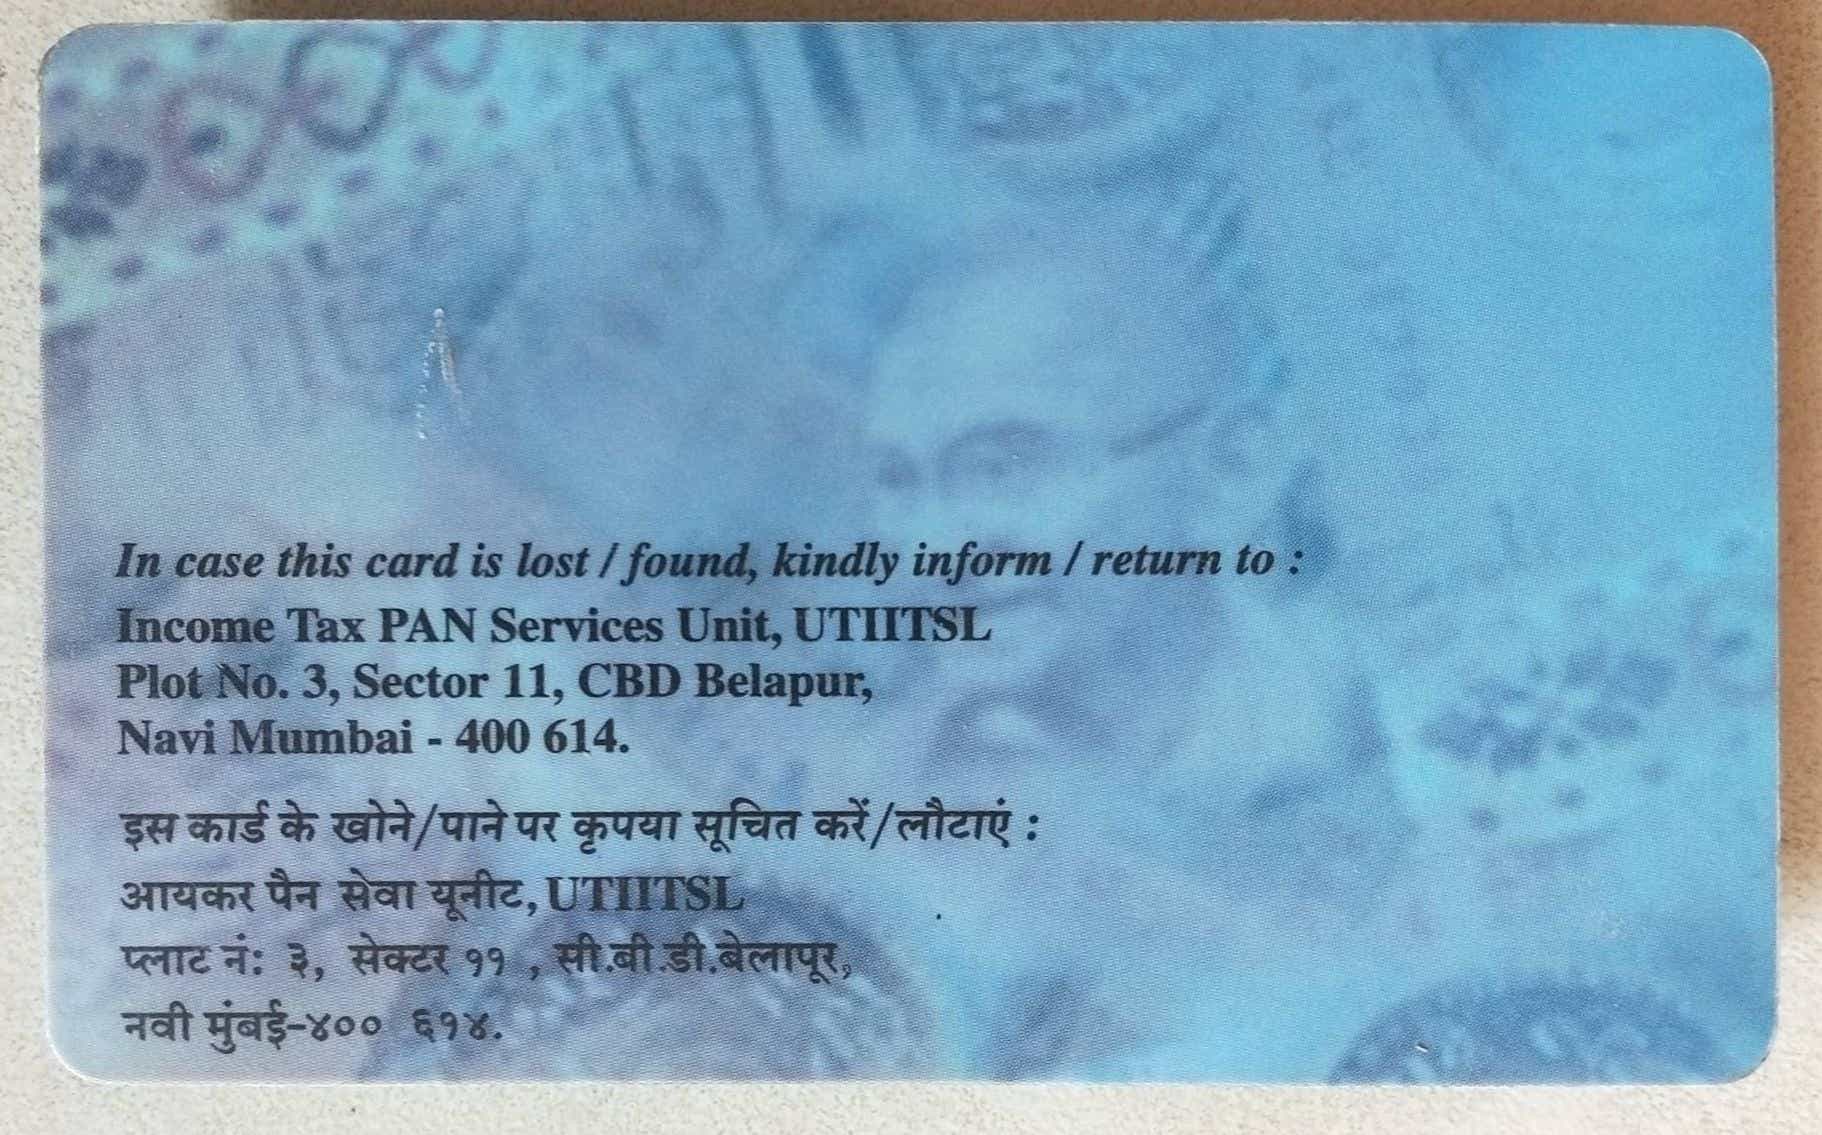 In case this card is lost / found, kindly inform / return to :
Income Tax PAN Services Unit, UTIITSL
Plot No. 3, Sector 11, CBD Belapur,
Navi Mumbai - 400 614.
इस कार्ड के खोने/पाने पर कृपया सूचित करें/लौटाएं :
आयकर पैन सेवा यूनीट, UTIITSL
प्लाट नं: ३, सेक्टर ११ , सी.बी.डी.बेलापूर,
नवी मुंबई-४०० ६१४.